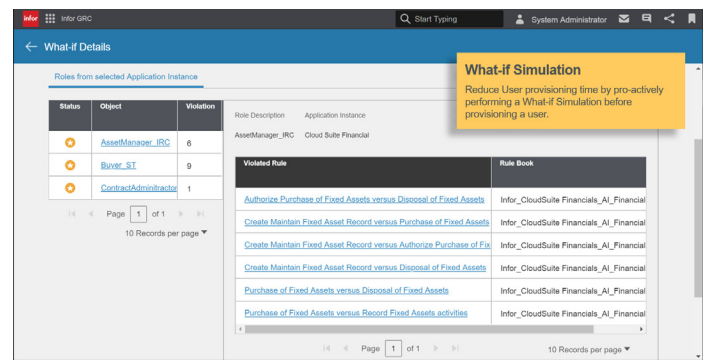 infor Infor GRC Start Typing System Administrator
What-if Details
What-if Simulation
Reduce User provisioning time by pro-actively
performing a What-if Simulation before
provisioning a user.
Roles from selected Application Instance
Status Object Violation
AssetManager_IRC 6
Buyer_ST 9
ContractAdminitractor 1
Page 1 of 1
10 Records per page
Role Description Application Instance
AssetManager_IRC Cloud Suite Financial
Violated Rule Rule Book
Authorize Purchase of Fixed Assets versus Disposal of Fixed Assets Infor_CloudSuite Financials_AI_Financial
Create Maintain Fixed Asset Record versus Purchase of Fixed Assets Infor_CloudSuite Financials_AI_Financial
Create Maintain Fixed Asset Record versus Authorize Purchase of Fix Infor_CloudSuite Financials_AI_Financial
Create Maintain Fixed Asset Record versus Disposal of Fixed Assets Infor_CloudSuite Financials_AI_Financial
Purchase of Fixed Assets versus Disposal of Fixed Assets Infor_CloudSuite Financials_AI_Financial
Purchase of Fixed Assets versus Record Fixed Assets activities Infor_CloudSuite Financials_AI_Financial
Page 1 of 1 10 Records per page